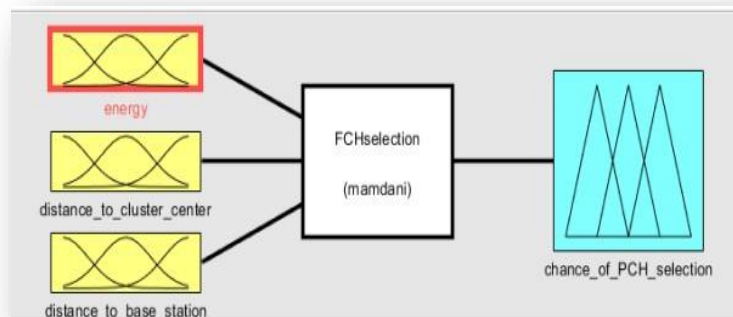 energy
distance_to_cluster_center
distance_to_base_station
FCHselection
(mamdani)
chance_of_PCH_selection